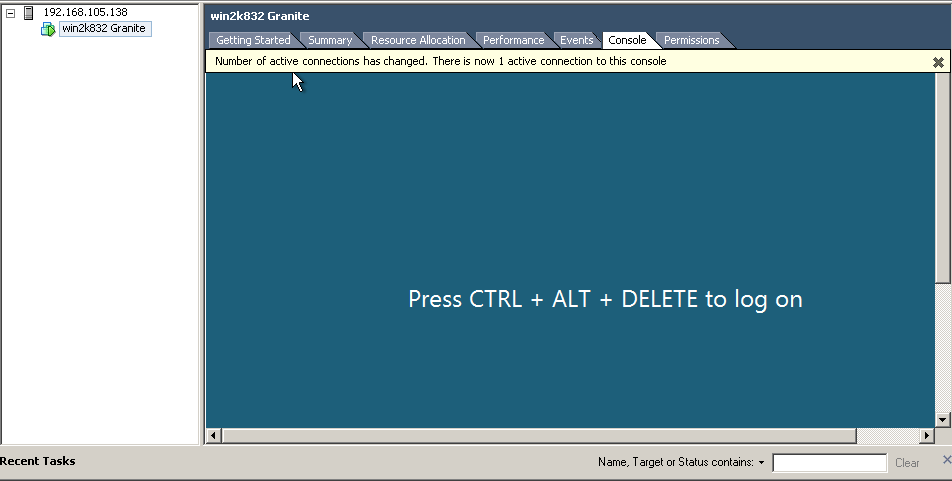 192.168.105.138
win2k832 Granite
win2k832 Granite
Getting Started Summary Resource Allocation Performance Events Console Permissions
Number of active connections has changed. There is now 1 active connection to this console
Press CTRL + ALT + DELETE to log on
Recent Tasks
Name, Target or Status contains:
Clear